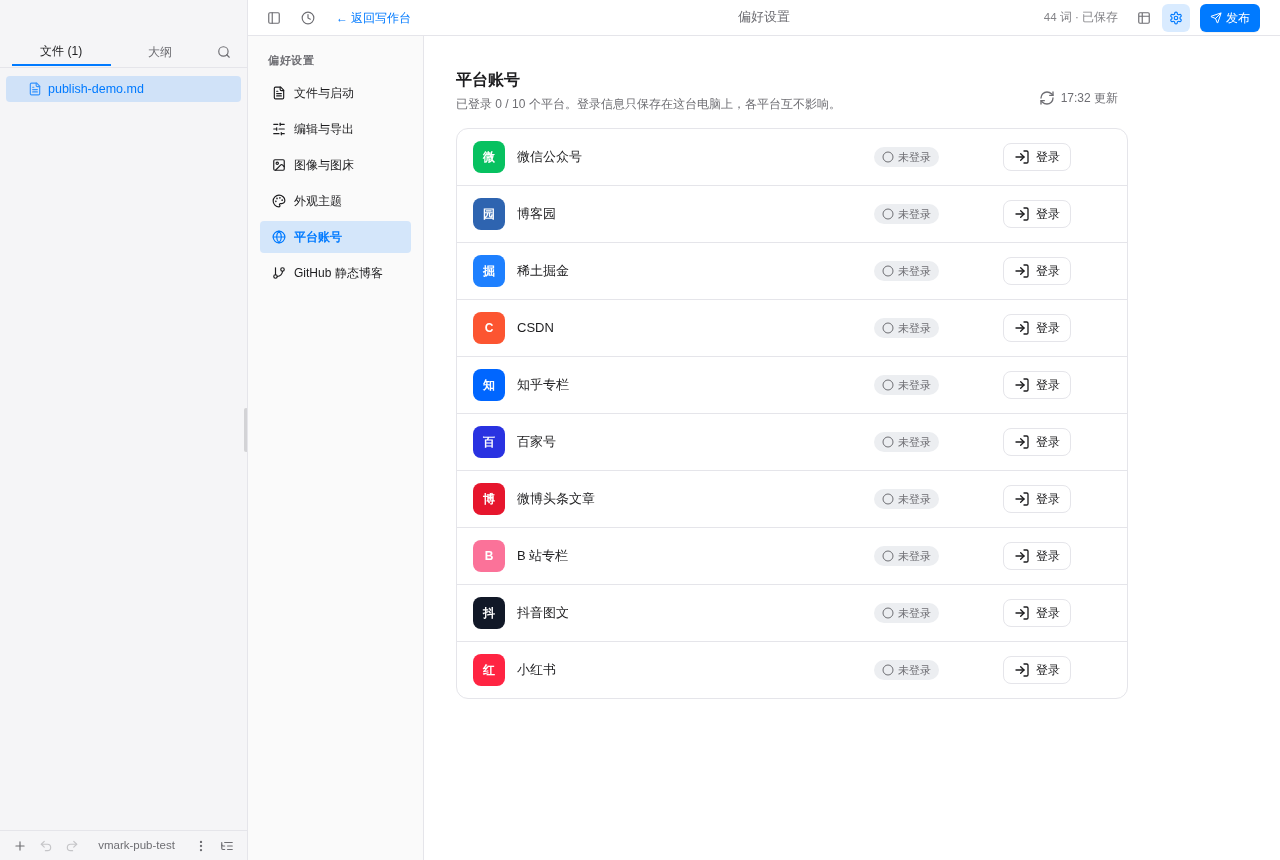 ← 返回写作台
偏好设置
44 词 · 已保存
发布
文件 (1)
大纲
publish-demo.md
偏好设置
文件与启动
编辑与导出
图像与图床
外观主题
平台账号
GitHub 静态博客
平台账号
已登录 0 / 10 个平台。登录信息只保存在这台电脑上，各平台互不影响。
17:32 更新
微 微信公众号 未登录 登录
园 博客园 未登录 登录
掘 稀土掘金 未登录 登录
C CSDN 未登录 登录
知 知乎专栏 未登录 登录
百 百家号 未登录 登录
博 微博头条文章 未登录 登录
B B 站专栏 未登录 登录
抖 抖音图文 未登录 登录
红 小红书 未登录 登录
vmark-pub-test